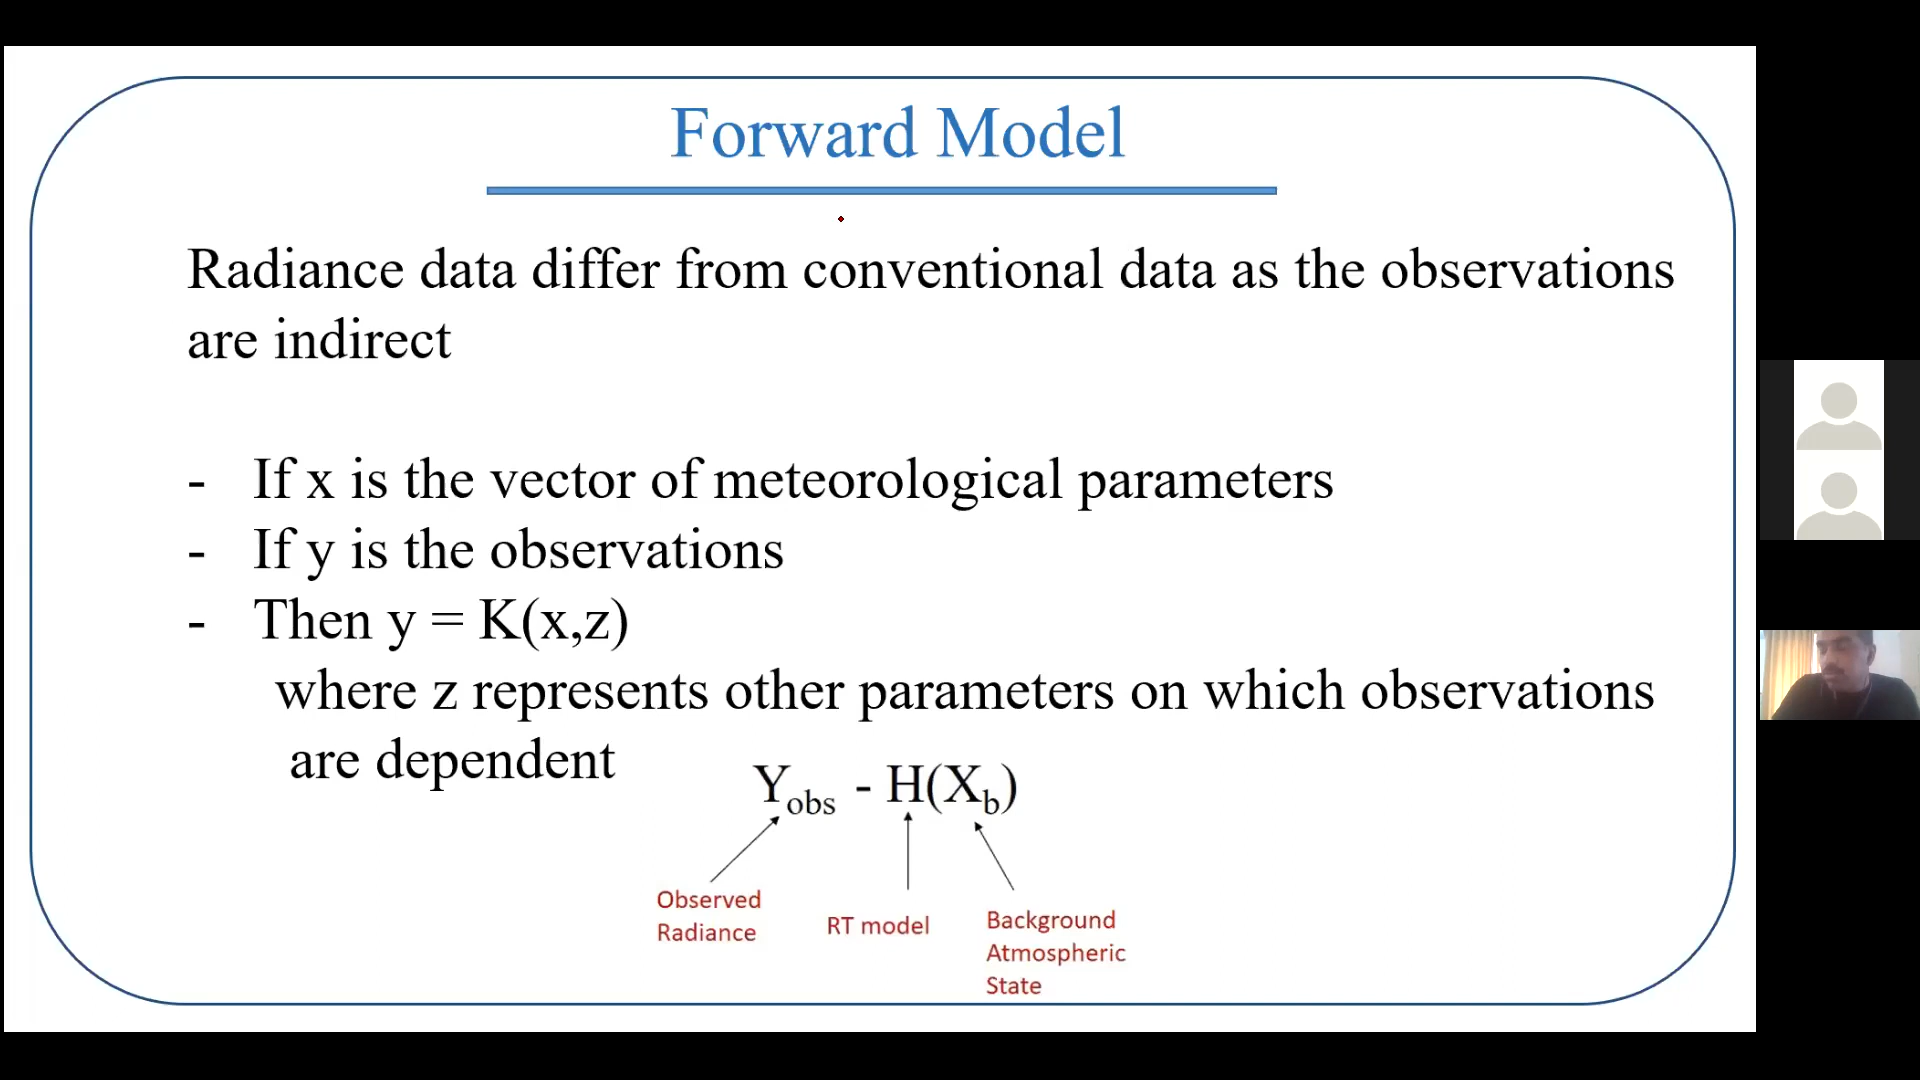 Forward Model
Radiance data differ from conventional data as the observations
are indirect
- If x is the vector of meteorological parameters
- If y is the observations
- Then y = K(x,z)
where z represents other parameters on which observations
are dependent
Yobs - H(Xb)
Observed
Radiance
RT model
Background
Atmospheric
State